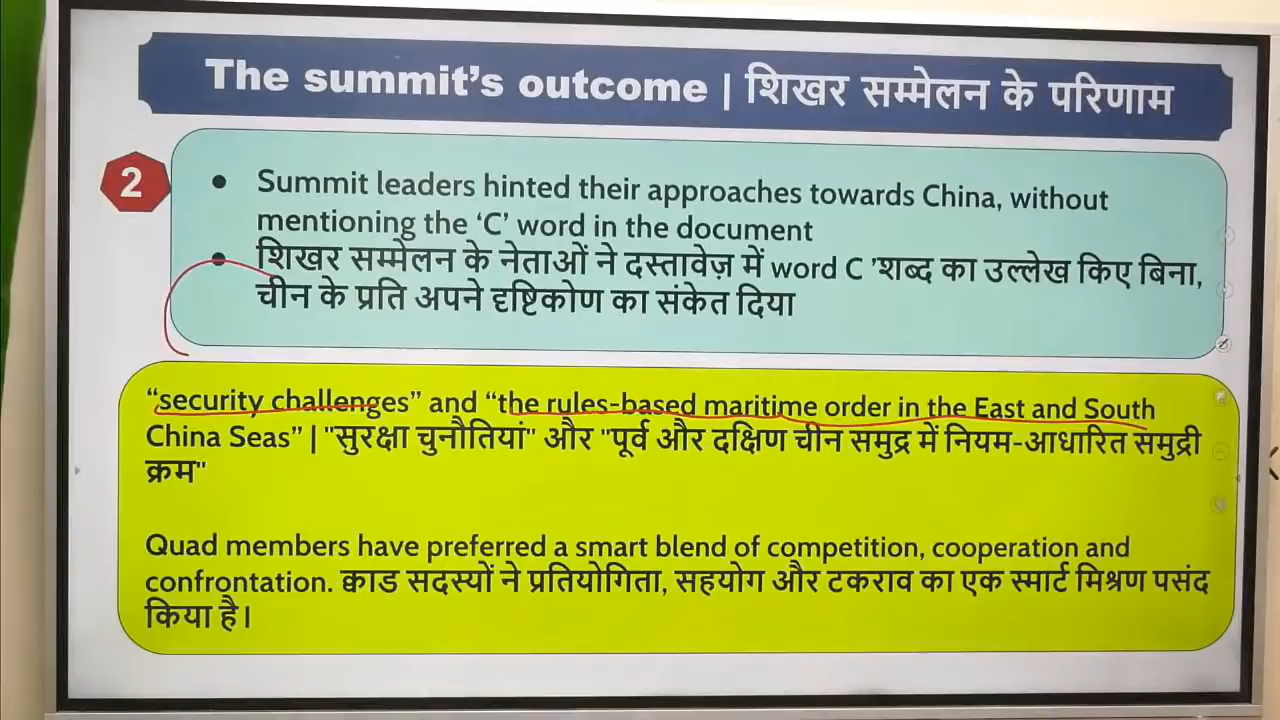 The summit's outcome | शिखर सम्मेलन के परिणाम
2
• Summit leaders hinted their approaches towards China, without
mentioning the ‘C’ word in the document
• शिखर सम्मेलन के नेताओं ने दस्तावेज़ में word C 'शब्द का उल्लेख किए बिना,
चीन के प्रति अपने दृष्टिकोण का संकेत दिया
“security challenges” and “the rules-based maritime order in the East and South
China Seas” | "सुरक्षा चुनौतियां" और "पूर्व और दक्षिण चीन समुद्र में नियम-आधारित समुद्री
क्रम"
Quad members have preferred a smart blend of competition, cooperation and
confrontation. क्वाड सदस्यों ने प्रतियोगिता, सहयोग और टकराव का एक स्मार्ट मिश्रण पसंद
किया है।